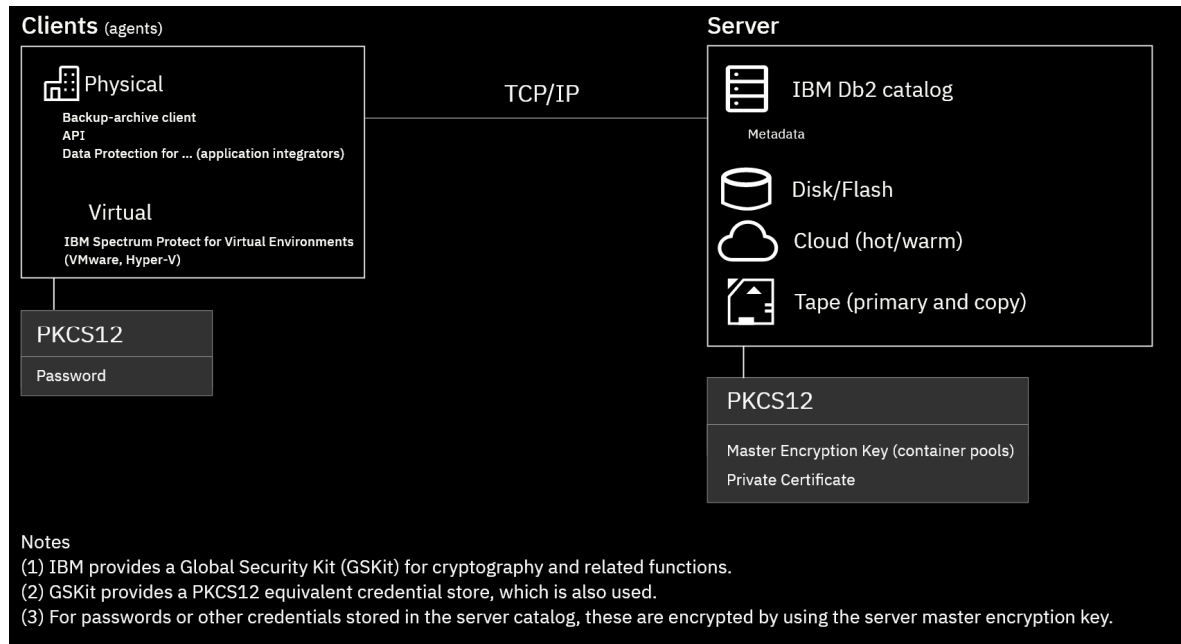 Clients (agents)
Physical
Backup-archive client
API
Data Protection for ... (application integrators)
Virtual
IBM Spectrum Protect for Virtual Environments
(VMware, Hyper-V)
PKCS12
Password
TCP/IP
Server
IBM Db2 catalog
Metadata
Disk/Flash
Cloud (hot/warm)
Tape (primary and copy)
PKCS12
Master Encryption Key (container pools)
Private Certificate
Notes
(1) IBM provides a Global Security Kit (GSKit) for cryptography and related functions.
(2) GSKit provides a PKCS12 equivalent credential store, which is also used.
(3) For passwords or other credentials stored in the server catalog, these are encrypted by using the server master encryption key.